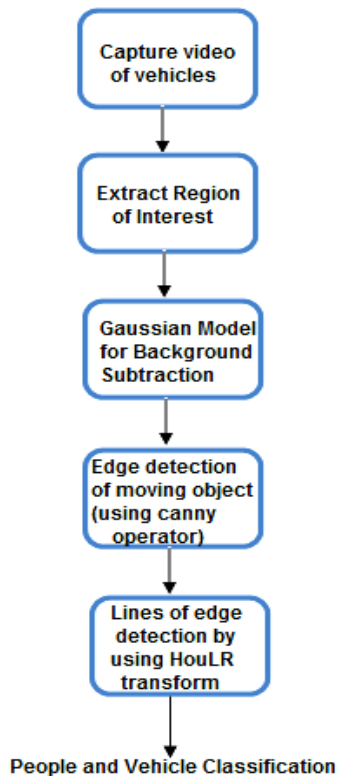 Capture video
of vehicles
Extract Region
of Interest
Gaussian Model
for Background
Subtraction
Edge detection
of moving object
(using canny
operator)
Lines of edge
detection by
using HouLR
transform
People and Vehicle Classification